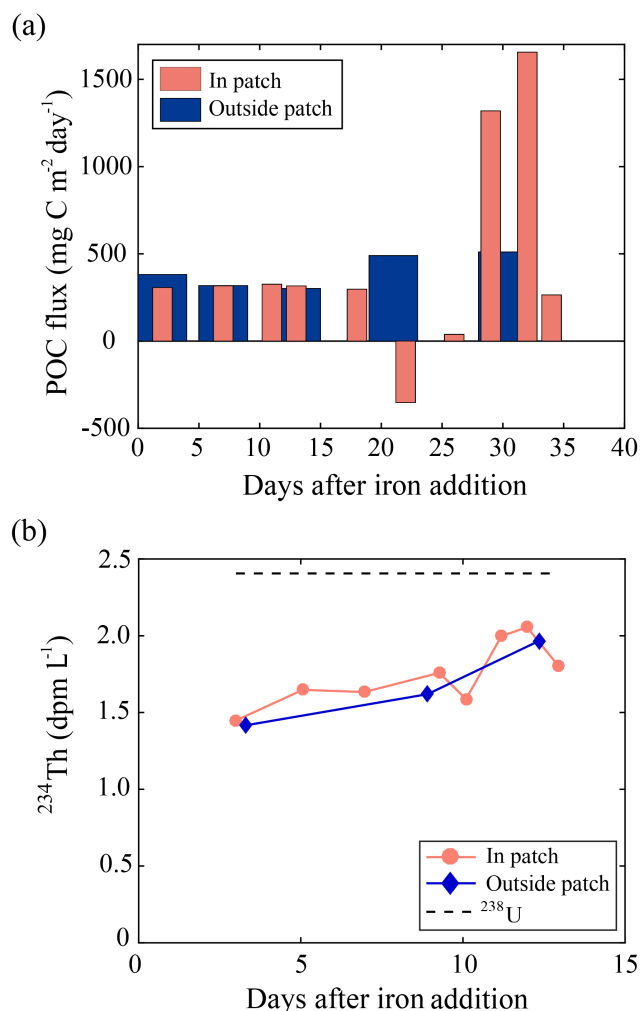 (a)
1500
1000
500
0
-500
POC flux (mg C m⁻² day⁻¹)
In patch
Outside patch
0 5 10 15 20 25 30 35 40
Days after iron addition
(b)
2.5
2.0
1.5
1.0
0.5
0
²³⁴Th (dpm L⁻¹)
In patch
Outside patch
²³⁸U
5 10 15
Days after iron addition